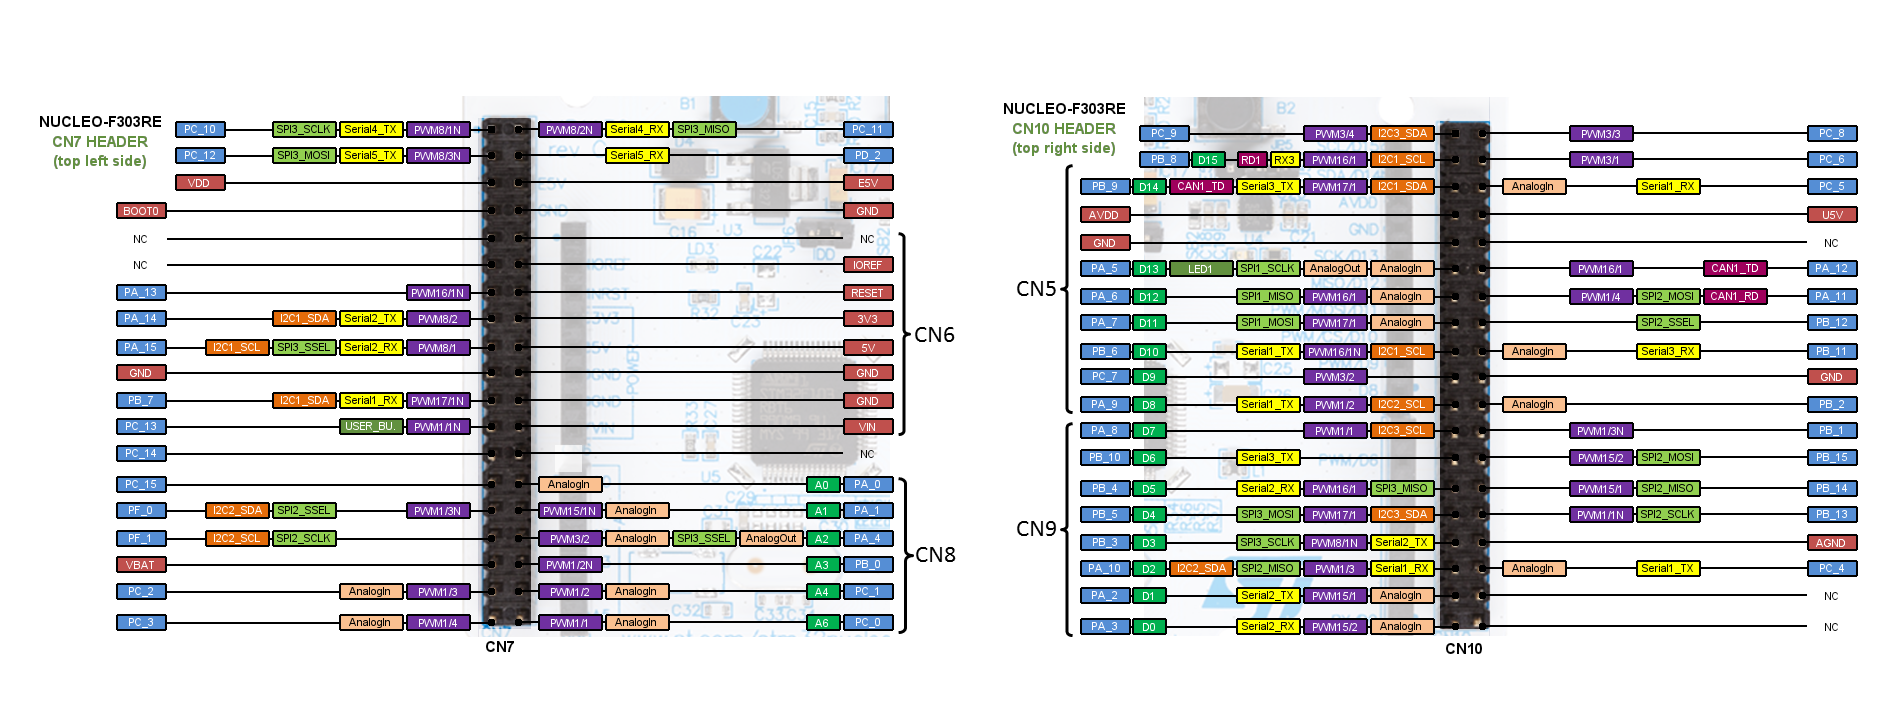 NUCLEO-F303RE
CN7 HEADER
(top left side)
PC_10 SPI3_SCLK Serial4_TX PWM8/1N PWM8/2N Serial4_RX SPI3_MISO PC_11
PC_12 SPI3_MOSI Serial5_TX PWM8/3N Serial5_RX PD_2
VDD E5V
BOOT0 GND
NC NC
NC IOREF
PA_13 PWM16/1N RESET
PA_14 I2C1_SDA Serial2_TX PWM8/2 3V3
PA_15 I2C1_SCL SPI3_SSEL Serial2_RX PWM8/1 5V
GND GND
PB_7 I2C1_SDA Serial1_RX PWM17/1N GND
PC_13 USER_BU. PWM1/1N VIN
PC_14 NC
CN6
PC_15 AnalogIn A0 PA_0
PF_0 I2C2_SDA SPI2_SSEL PWM1/3N PWM15/1N AnalogIn A1 PA_1
PF_1 I2C2_SCL SPI2_SCLK PWM3/2 AnalogIn SPI3_SSEL AnalogOut A2 PA_4
VBAT PWM1/2N A3 PB_0
PC_2 AnalogIn PWM1/3 PWM1/2 AnalogIn A4 PC_1
PC_3 AnalogIn PWM1/4 PWM1/1 AnalogIn A6 PC_0
CN8
CN7
NUCLEO-F303RE
CN10 HEADER
(top right side)
PC_9 PWM3/4 I2C3_SDA PWM3/3 PC_8
PB_8 D15 RD1 RX3 PWM16/1 I2C1_SCL PWM3/1 PC_6
PB_9 D14 CAN1_TD Serial3_TX PWM17/1 I2C1_SDA AnalogIn Serial1_RX PC_5
AVDD U5V
GND NC
PA_5 D13 LED1 SPI1_SCLK AnalogOut AnalogIn PWM16/1 CAN1_TD PA_12
PA_6 D12 SPI1_MISO PWM16/1 AnalogIn PWM1/4 SPI2_MOSI CAN1_RD PA_11
PA_7 D11 SPI1_MOSI PWM17/1 AnalogIn SPI2_SSEL PB_12
PB_6 D10 Serial1_TX PWM16/1N I2C1_SCL AnalogIn Serial3_RX PB_11
PC_7 D9 PWM3/2 GND
PA_9 D8 Serial1_TX PWM1/2 I2C2_SCL AnalogIn PB_2
CN5
PA_8 D7 PWM1/1 I2C3_SCL PWM1/3N PB_1
PB_10 D6 Serial3_TX PWM15/2 SPI2_MOSI PB_15
PB_4 D5 Serial2_RX PWM16/1 SPI3_MISO PWM15/1 SPI2_MISO PB_14
PB_5 D4 SPI3_MOSI PWM17/1 I2C3_SDA PWM1/1N SPI2_SCLK PB_13
PB_3 D3 SPI3_SCLK PWM8/1N Serial2_TX AGND
PA_10 D2 I2C2_SDA SPI2_MISO PWM1/3 Serial1_RX AnalogIn Serial1_TX PC_4
PA_2 D1 Serial2_TX PWM15/1 AnalogIn NC
PA_3 D0 Serial2_RX PWM15/2 AnalogIn NC
CN9
CN10